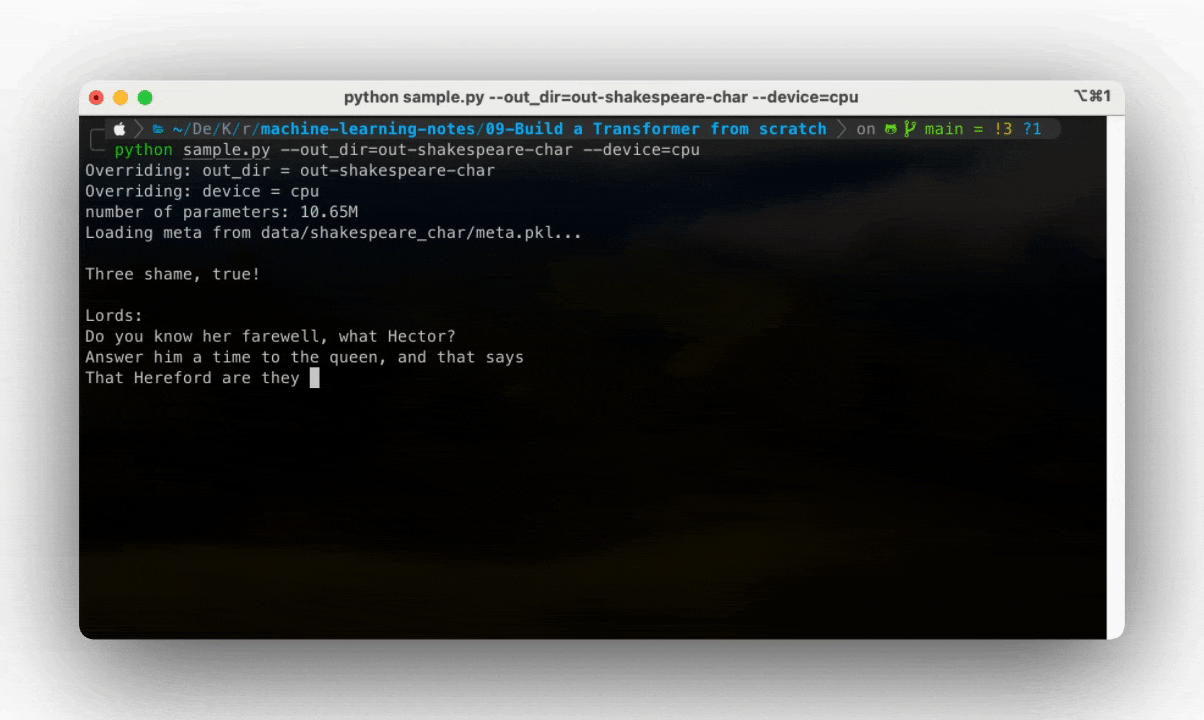 python sample.py --out_dir=out-shakespeare-char --device=cpu
⌥⌘1
~/De/K/r/machine-learning-notes/09-Build a Transformer from scratch on main = !3 ?1
python sample.py --out_dir=out-shakespeare-char --device=cpu
Overriding: out_dir = out-shakespeare-char
Overriding: device = cpu
number of parameters: 10.65M
Loading meta from data/shakespeare_char/meta.pkl...
Three shame, true!
Lords:
Do you know her farewell, what Hector?
Answer him a time to the queen, and that says
That Hereford are they